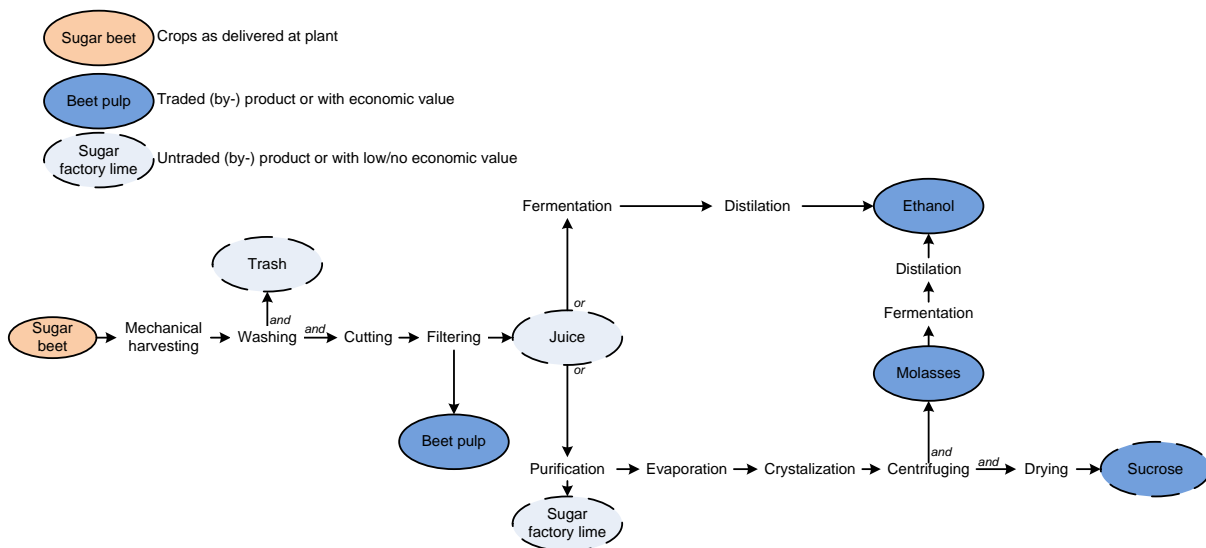 Sugar beet
Crops as delivered at plant
Beet pulp
Traded (by-) product or with economic value
Sugar
factory lime
Untraded (by-) product or with low/no economic value
Fermentation
Distilation
Ethanol
Trash
Distilation
or
and
Fermentation
Sugar
beet
Mechanical
harvesting
Washing
and
Cutting
Filtering
Juice
or
Molasses
Beet pulp
and
Purification
Evaporation
Crystalization
Centrifuging
and
Drying
Sucrose
Sugar
factory lime